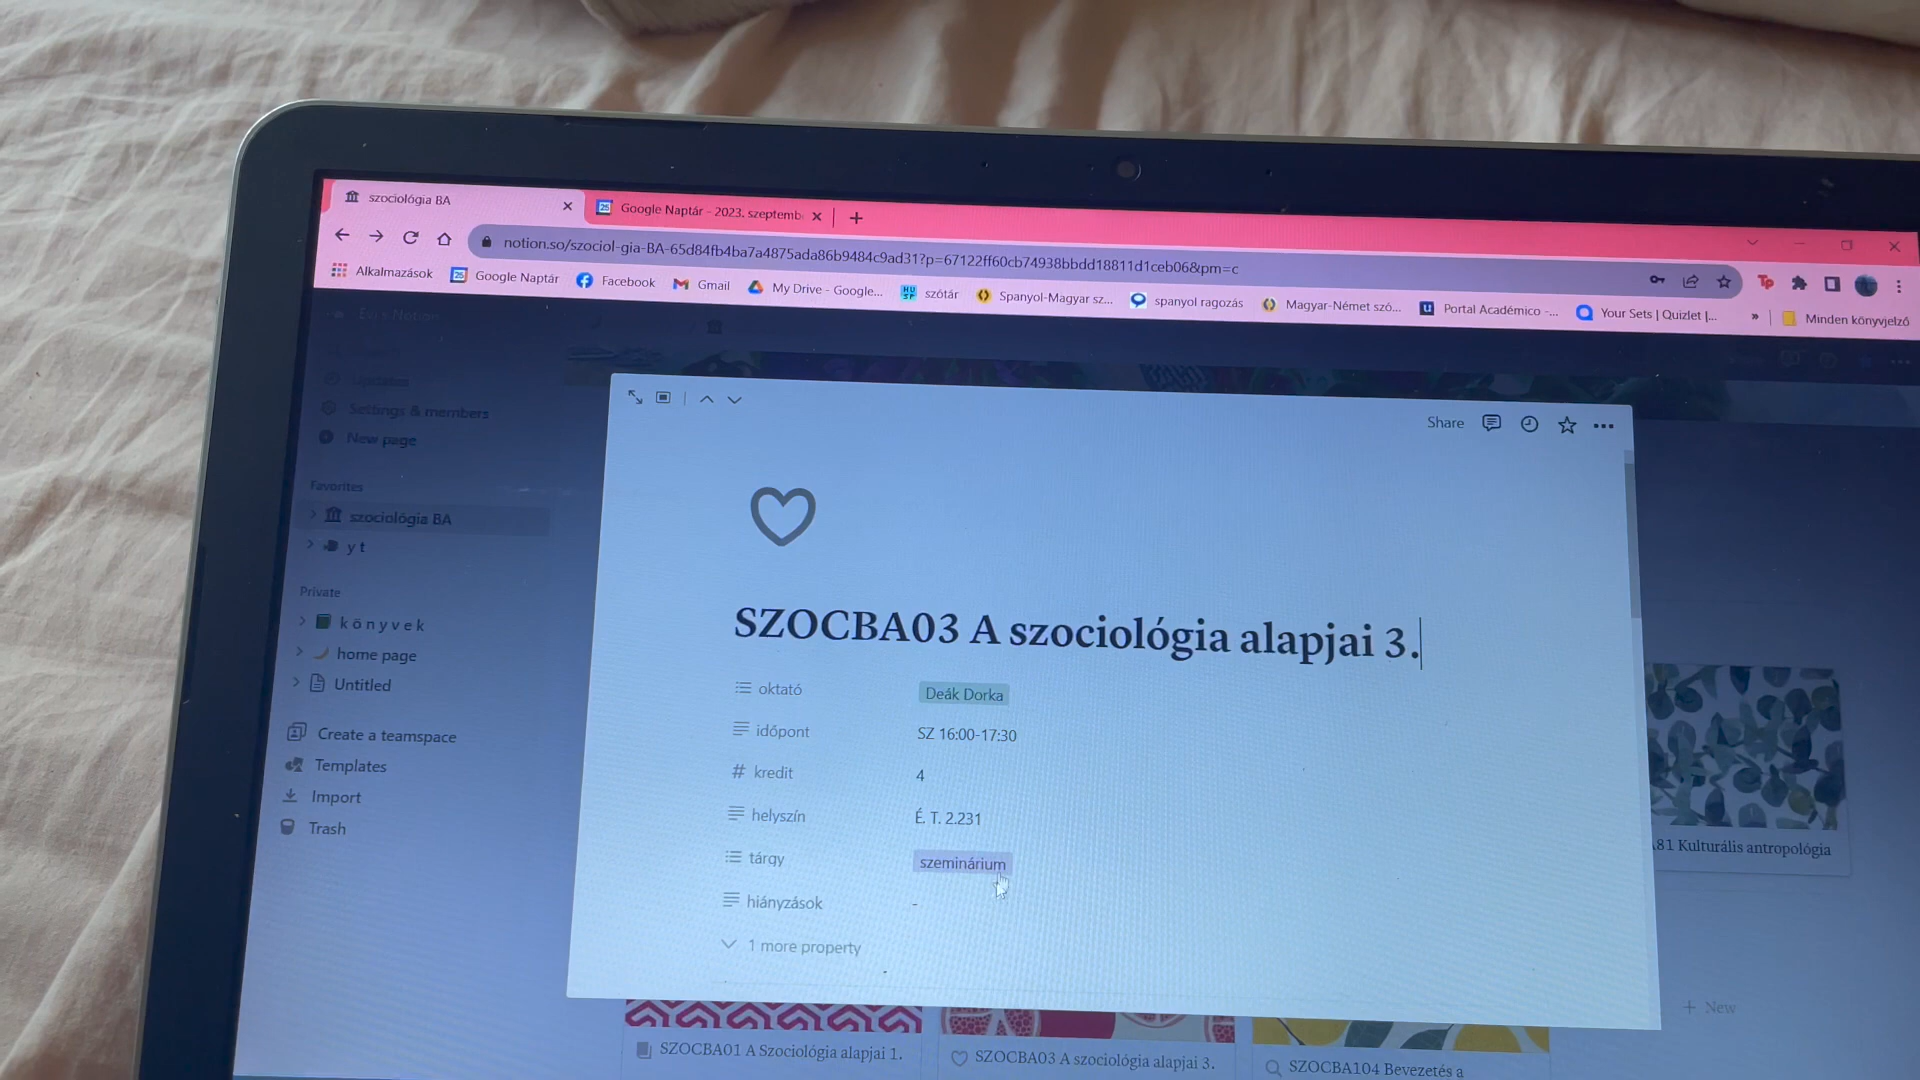 szociológia BA
Google Naptár - 2023. szeptemb
notion.so/szociol-gia-BA-65d84fb4ba7a4875ada86b9484c9ad31?p=67122ff60cb74938bbdd18811d1ceb06&pm=c
Alkalmazások
Google Naptár
Facebook
Gmail
My Drive - Google...
szótár
Spanyol-Magyar sz...
spanyol ragozás
Magyar-Német szó...
Portal Académico -...
Your Sets | Quizlet |...
»
Minden könyvjelző
Updates
Settings & members
New page
Favorites
szociológia BA
y t
Private
k ö n y v e k
home page
Untitled
Create a teamspace
Templates
Import
Trash
Share
SZOCBA03 A szociológia alapjai 3.
oktató Deák Dorka
időpont SZ 16:00-17:30
# kredit 4
helyszín É. T. 2.231
tárgy szeminárium
hiányzások -
1 more property
A81 Kulturális antropológia
+ New
SZOCBA01 A Szociológia alapjai 1.
SZOCBA03 A szociológia alapjai 3.
SZOCBA104 Bevezetés a